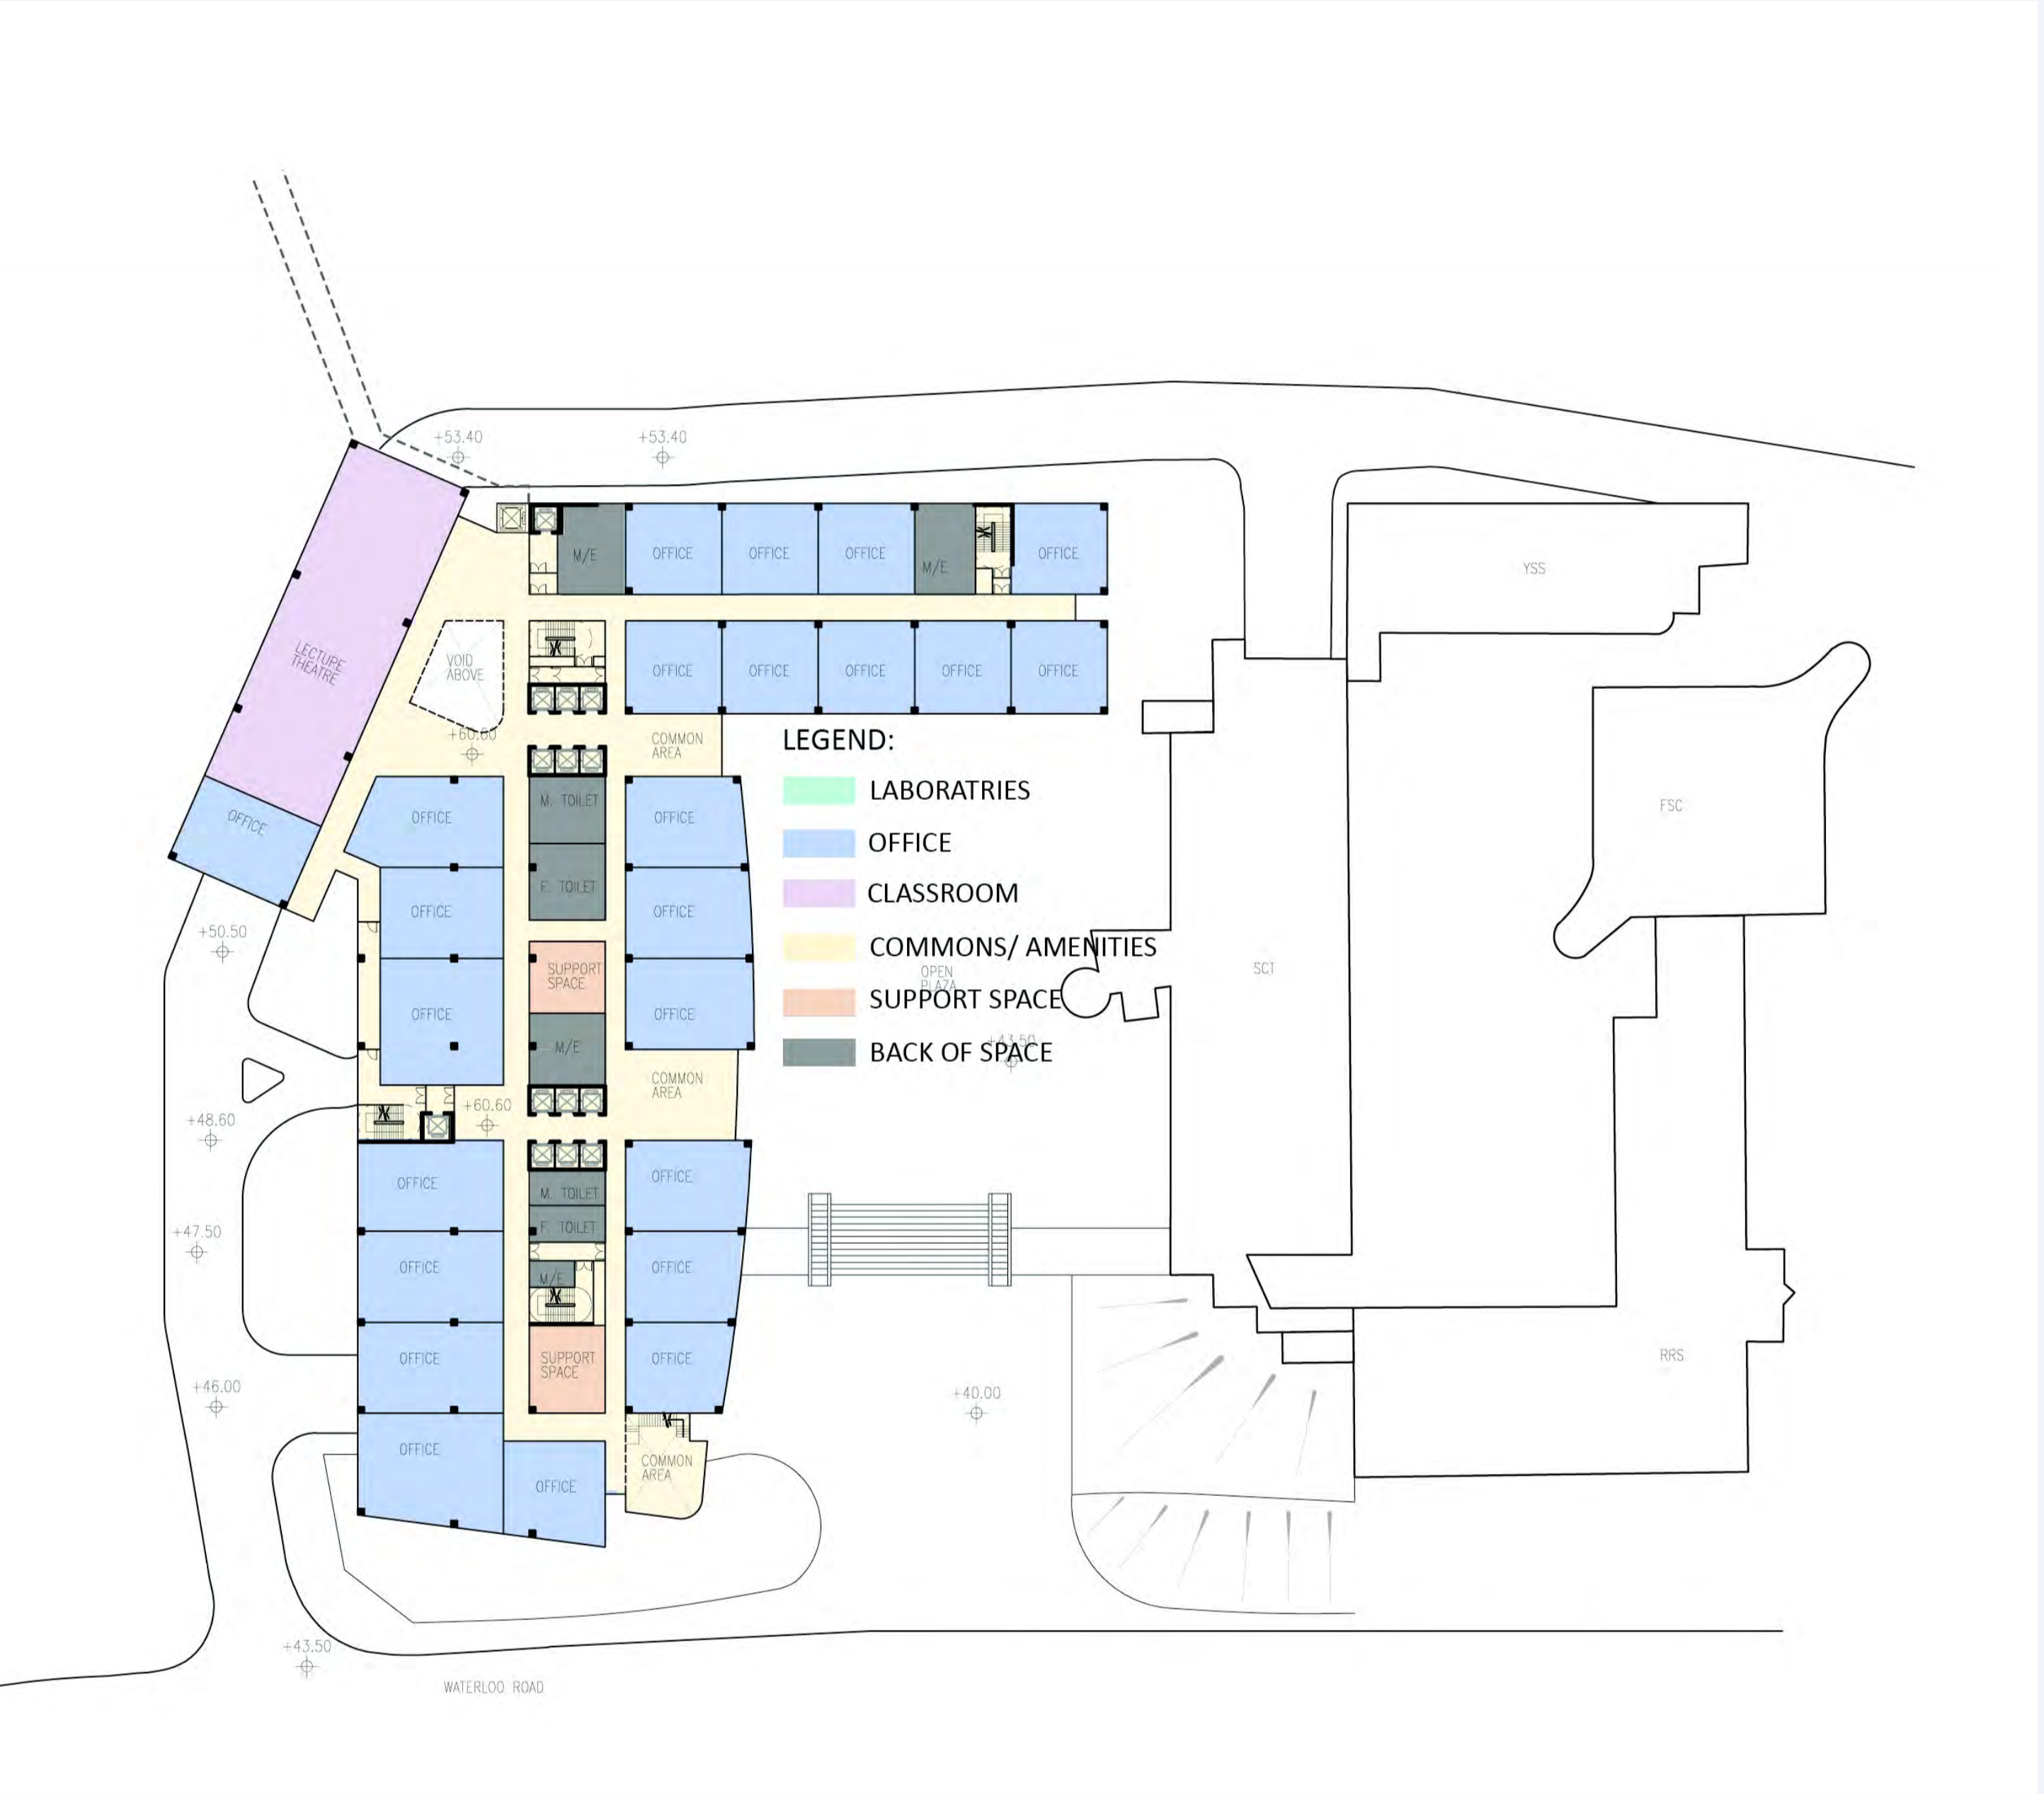 +53.40
+53.40
M/E
OFFICE
OFFICE
OFFICE
M/E
OFFICE
YSS
LECTURE
THEATRE
VOID
ABOVE
OFFICE
OFFICE
OFFICE
OFFICE
OFFICE
+60.60
COMMON
AREA
LEGEND:
LABORATRIES
OFFICE
CLASSROOM
COMMONS/ AMENITIES
SUPPORT SPACE
BACK OF SPACE
M. TOILET
OFFICE
OFFICE
OFFICE
FSC
F. TOILET
OFFICE
OFFICE
+50.50
SUPPORT
SPACE
OPEN
PLAZA
SCT
OFFICE
OFFICE
M/E
+43.50
COMMON
AREA
+60.60
+48.60
OFFICE
M. TOILET
OFFICE
F. TOILET
+47.50
OFFICE
M/E
OFFICE
OFFICE
SUPPORT
SPACE
OFFICE
RRS
+46.00
+40.00
OFFICE
COMMON
AREA
OFFICE
+43.50
WATERLOO ROAD